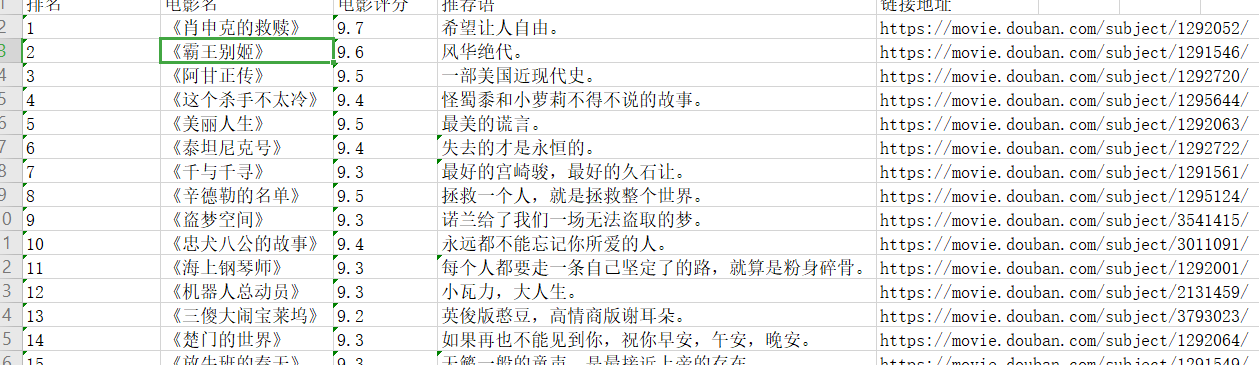 1 排名 电影名 电影评分 推荐语 链接地址
2 1 《肖申克的救赎》 9.7 希望让人自由。 https://movie.douban.com/subject/1292052/
3 2 《霸王别姬》 9.6 风华绝代。 https://movie.douban.com/subject/1291546/
4 3 《阿甘正传》 9.5 一部美国近现代史。 https://movie.douban.com/subject/1292720/
5 4 《这个杀手不太冷》 9.4 怪蜀黍和小萝莉不得不说的故事。 https://movie.douban.com/subject/1295644/
6 5 《美丽人生》 9.5 最美的谎言。 https://movie.douban.com/subject/1292063/
7 6 《泰坦尼克号》 9.4 失去的才是永恒的。 https://movie.douban.com/subject/1292722/
8 7 《千与千寻》 9.3 最好的宫崎骏，最好的久石让。 https://movie.douban.com/subject/1291561/
9 8 《辛德勒的名单》 9.5 拯救一个人，就是拯救整个世界。 https://movie.douban.com/subject/1295124/
0 9 《盗梦空间》 9.3 诺兰给了我们一场无法盗取的梦。 https://movie.douban.com/subject/3541415/
1 10 《忠犬八公的故事》 9.4 永远都不能忘记你所爱的人。 https://movie.douban.com/subject/3011091/
2 11 《海上钢琴师》 9.3 每个人都要走一条自己坚定了的路，就算是粉身碎骨。 https://movie.douban.com/subject/1292001/
3 12 《机器人总动员》 9.3 小瓦力，大人生。 https://movie.douban.com/subject/2131459/
4 13 《三傻大闹宝莱坞》 9.2 英俊版憨豆，高情商版谢耳朵。 https://movie.douban.com/subject/3793023/
5 14 《楚门的世界》 9.3 如果再也不能见到你，祝你早安，午安，晚安。 https://movie.douban.com/subject/1292064/
6 15 《放牛班的春天》 9.3 天籁一般的童声，是最接近上帝的存在。 https://movie.douban.com/subject/1291549/